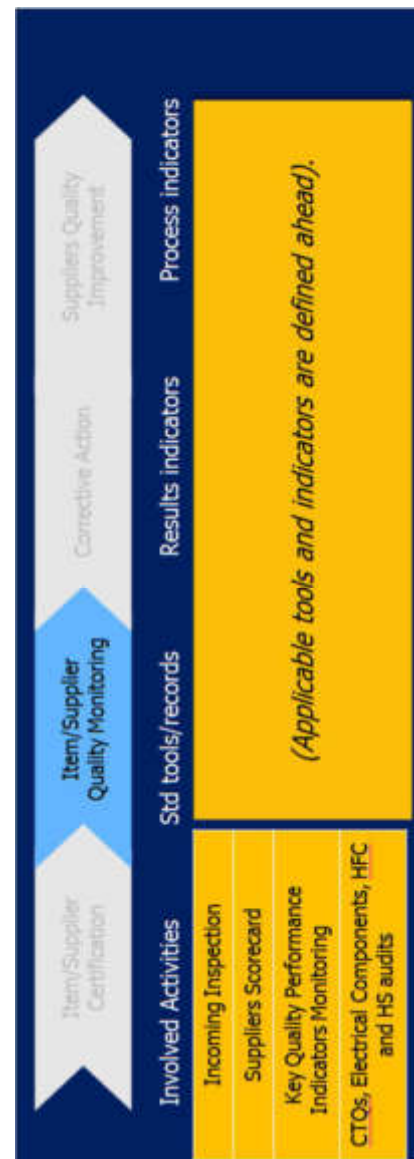 Item/Supplier
Certification
Item/Supplier
Quality Monitoring
Corrective Action
Suppliers Quality
Improvement
Involved Activities
Std tools/records
Results indicators
Process indicators
Incoming Inspection
Suppliers Scorecard
Key Quality Performance
Indicators Monitoring
CTQs, Electrical Components, HFC
and HS audits
(Applicable tools and indicators are defined ahead).